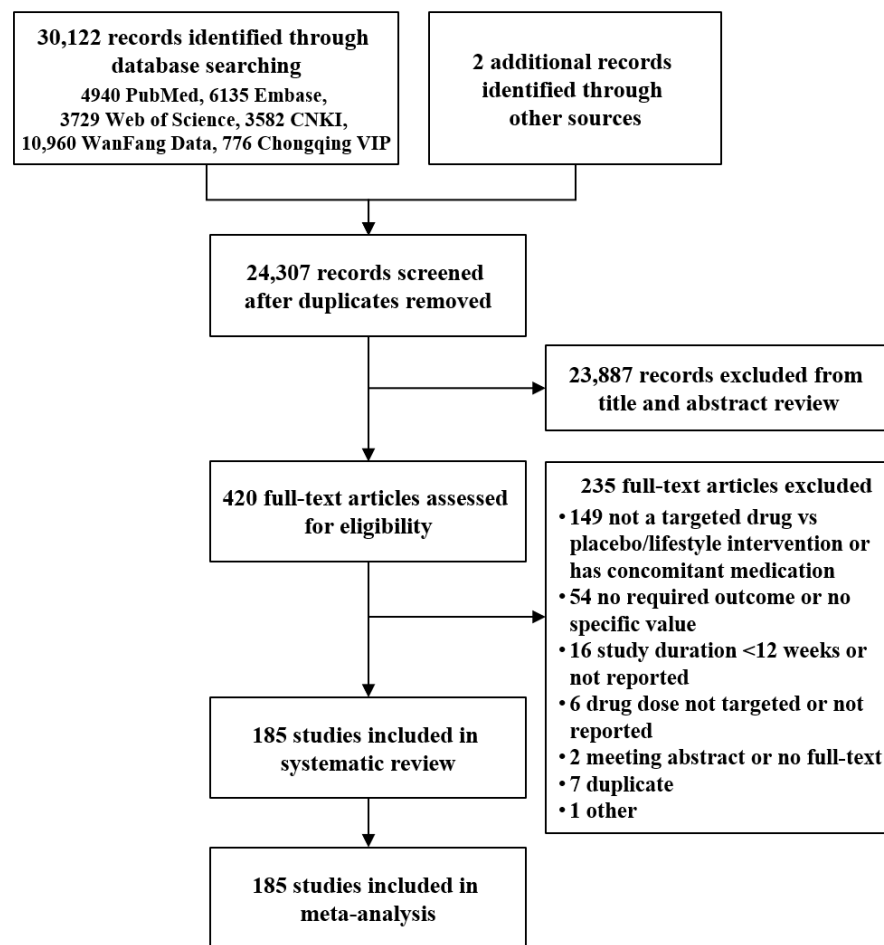 30,122 records identified through
database searching
4940 PubMed, 6135 Embase,
3729 Web of Science, 3582 CNKI,
10,960 WanFang Data, 776 Chongqing VIP
2 additional records
identified through
other sources
24,307 records screened
after duplicates removed
23,887 records excluded from
title and abstract review
420 full-text articles assessed
for eligibility
235 full-text articles excluded
• 149 not a targeted drug vs
placebo/lifestyle intervention or
has concomitant medication
• 54 no required outcome or no
specific value
• 16 study duration <12 weeks or
not reported
• 6 drug dose not targeted or not
reported
• 2 meeting abstract or no full-text
• 7 duplicate
• 1 other
185 studies included in
systematic review
185 studies included in
meta-analysis